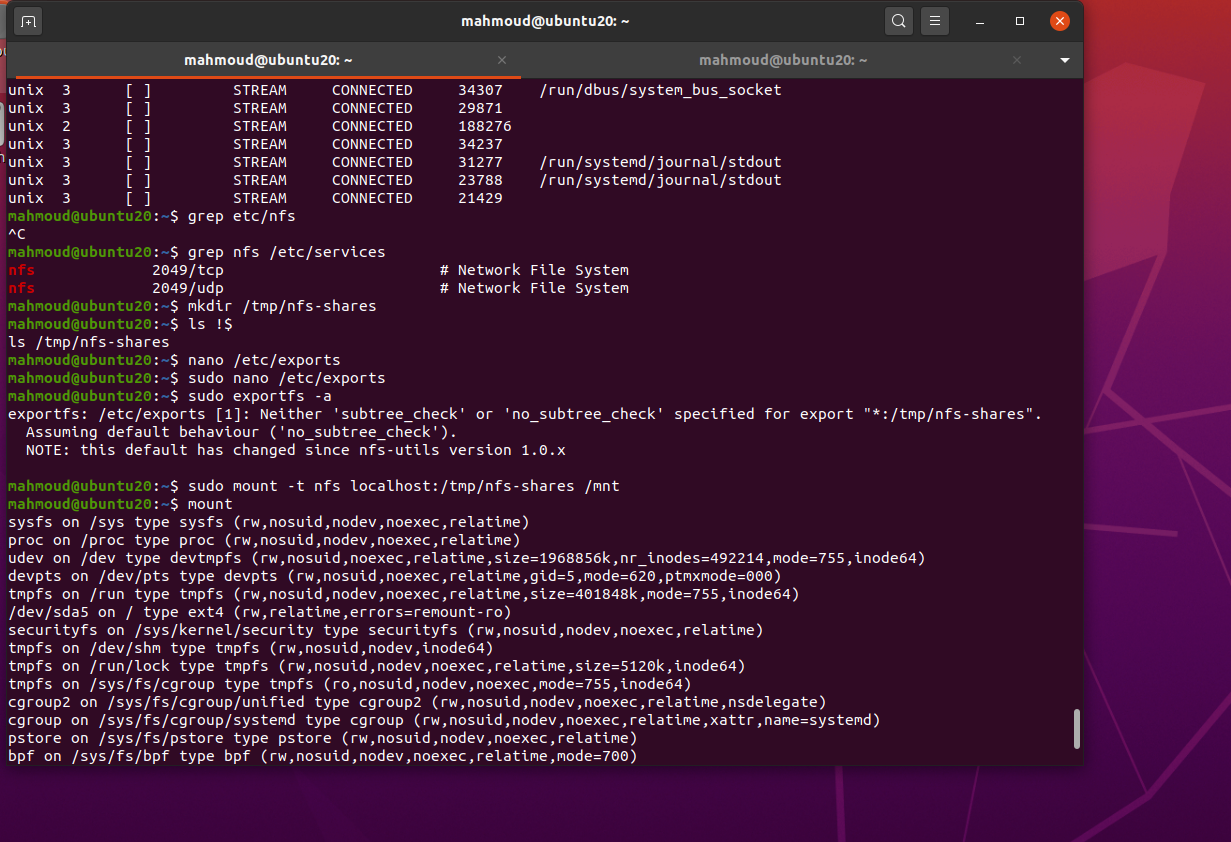 mahmoud@ubuntu20: ~
mahmoud@ubuntu20: ~
mahmoud@ubuntu20: ~
unix  3      [ ]         STREAM     CONNECTED     34307    /run/dbus/system_bus_socket
unix  3      [ ]         STREAM     CONNECTED     29871
unix  2      [ ]         STREAM     CONNECTED     188276
unix  3      [ ]         STREAM     CONNECTED     34237
unix  3      [ ]         STREAM     CONNECTED     31277    /run/systemd/journal/stdout
unix  3      [ ]         STREAM     CONNECTED     23788    /run/systemd/journal/stdout
unix  3      [ ]         STREAM     CONNECTED     21429
mahmoud@ubuntu20:~$ grep etc/nfs
^C
mahmoud@ubuntu20:~$ grep nfs /etc/services
nfs             2049/tcp                        # Network File System
nfs             2049/udp                        # Network File System
mahmoud@ubuntu20:~$ mkdir /tmp/nfs-shares
mahmoud@ubuntu20:~$ ls !$
ls /tmp/nfs-shares
mahmoud@ubuntu20:~$ nano /etc/exports
mahmoud@ubuntu20:~$ sudo nano /etc/exports
mahmoud@ubuntu20:~$ sudo exportfs -a
exportfs: /etc/exports [1]: Neither 'subtree_check' or 'no_subtree_check' specified for export "*:/tmp/nfs-shares".
  Assuming default behaviour ('no_subtree_check').
  NOTE: this default has changed since nfs-utils version 1.0.x
mahmoud@ubuntu20:~$ sudo mount -t nfs localhost:/tmp/nfs-shares /mnt
mahmoud@ubuntu20:~$ mount
sysfs on /sys type sysfs (rw,nosuid,nodev,noexec,relatime)
proc on /proc type proc (rw,nosuid,nodev,noexec,relatime)
udev on /dev type devtmpfs (rw,nosuid,noexec,relatime,size=1968856k,nr_inodes=492214,mode=755,inode64)
devpts on /dev/pts type devpts (rw,nosuid,noexec,relatime,gid=5,mode=620,ptmxmode=000)
tmpfs on /run type tmpfs (rw,nosuid,nodev,noexec,relatime,size=401848k,mode=755,inode64)
/dev/sda5 on / type ext4 (rw,relatime,errors=remount-ro)
securityfs on /sys/kernel/security type securityfs (rw,nosuid,nodev,noexec,relatime)
tmpfs on /dev/shm type tmpfs (rw,nosuid,nodev,inode64)
tmpfs on /run/lock type tmpfs (rw,nosuid,nodev,noexec,relatime,size=5120k,inode64)
tmpfs on /sys/fs/cgroup type tmpfs (ro,nosuid,nodev,noexec,mode=755,inode64)
cgroup2 on /sys/fs/cgroup/unified type cgroup2 (rw,nosuid,nodev,noexec,relatime,nsdelegate)
cgroup on /sys/fs/cgroup/systemd type cgroup (rw,nosuid,nodev,noexec,relatime,xattr,name=systemd)
pstore on /sys/fs/pstore type pstore (rw,nosuid,nodev,noexec,relatime)
bpf on /sys/fs/bpf type bpf (rw,nosuid,nodev,noexec,relatime,mode=700)